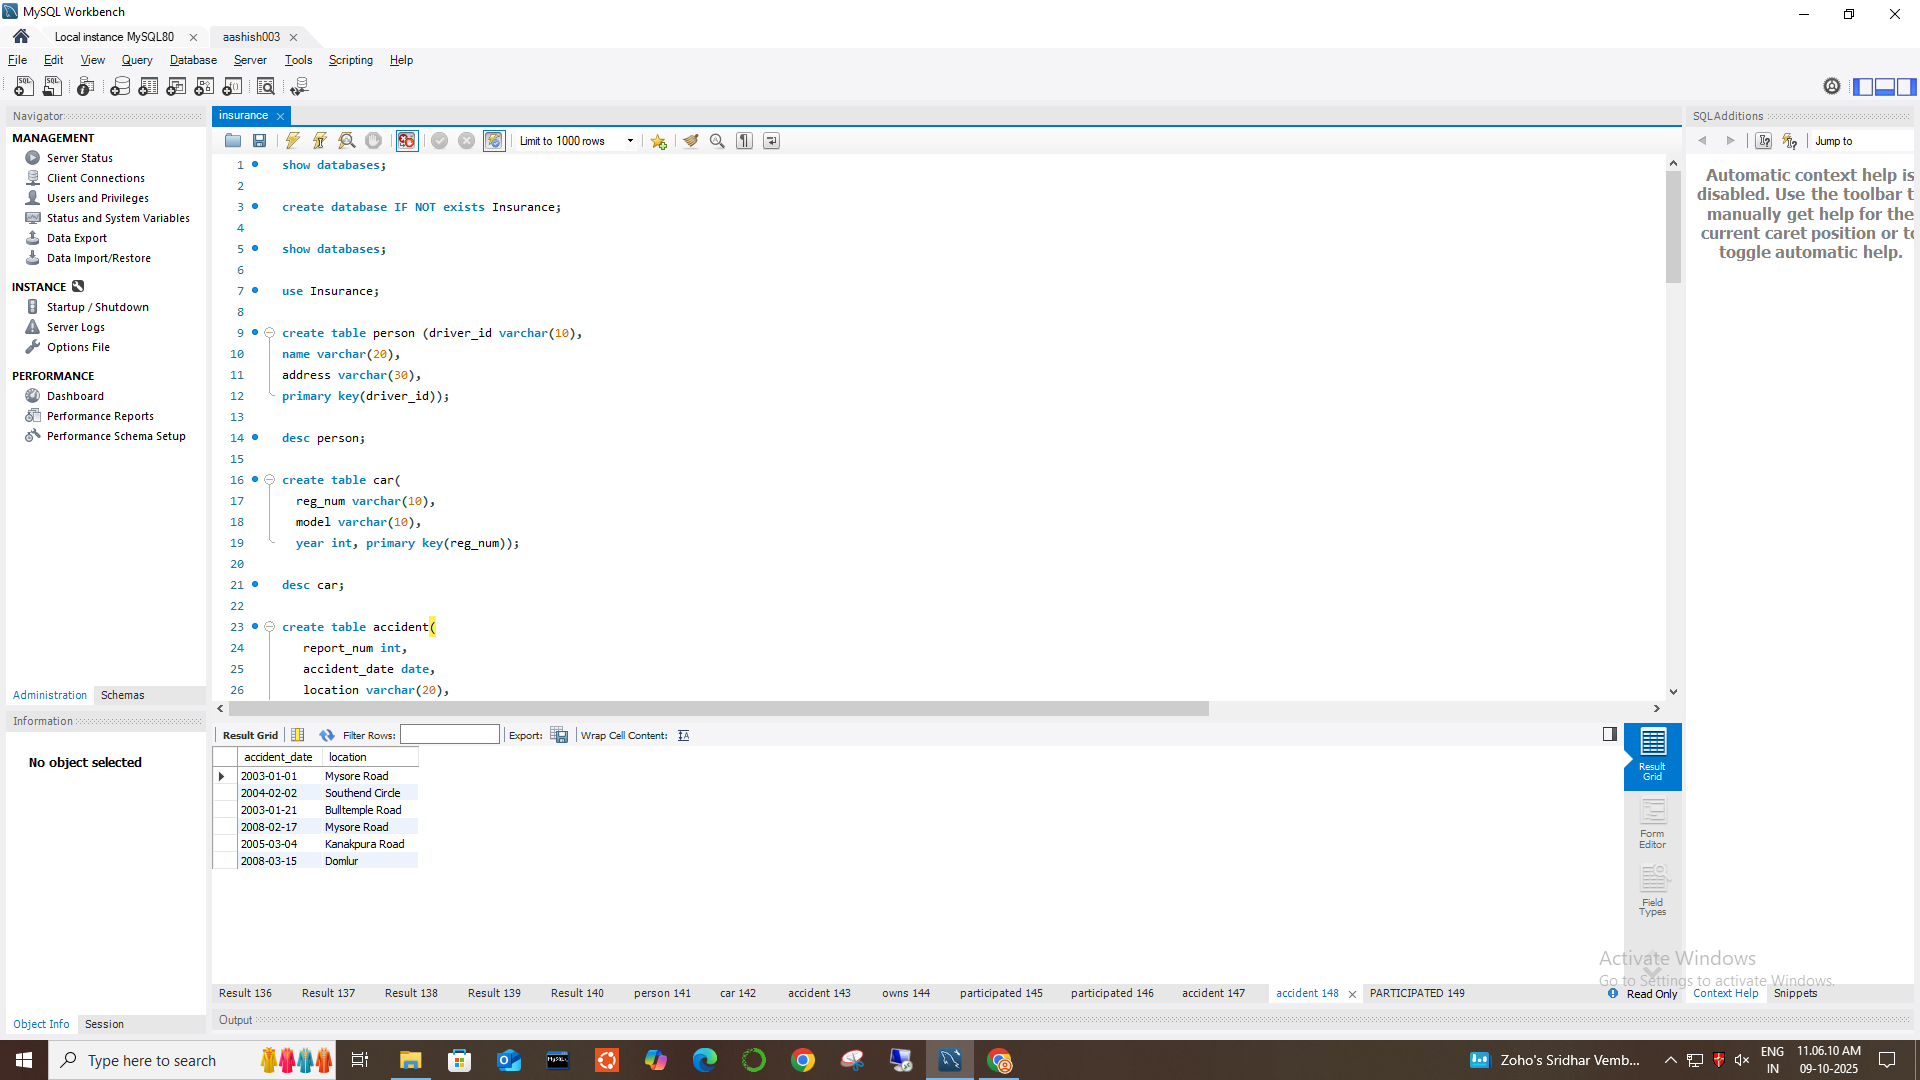 MySQL Workbench
Local instance MySQL80
aashish003
File Edit View Query Database Server Tools Scripting Help
Navigator
MANAGEMENT
Server Status
Client Connections
Users and Privileges
Status and System Variables
Data Export
Data Import/Restore
INSTANCE
Startup / Shutdown
Server Logs
Options File
PERFORMANCE
Dashboard
Performance Reports
Performance Schema Setup
Administration Schemas
Information
No object selected
Object Info Session
insurance
Limit to 1000 rows
1 show databases;
2
3 create database IF NOT exists Insurance;
4
5 show databases;
6
7 use Insurance;
8
9 create table person (driver_id varchar(10),
10 name varchar(20),
11 address varchar(30),
12 primary key(driver_id));
13
14 desc person;
15
16 create table car(
17 reg_num varchar(10),
18 model varchar(10),
19 year int, primary key(reg_num));
20
21 desc car;
22
23 create table accident(
24 report_num int,
25 accident_date date,
26 location varchar(20),
Result Grid Filter Rows: Export: Wrap Cell Content:
accident_date location
2003-01-01 Mysore Road
2004-02-02 Southend Circle
2003-01-21 Bulltemple Road
2008-02-17 Mysore Road
2005-03-04 Kanakpura Road
2008-03-15 Domlur
Result Grid
Form Editor
Field Types
Result 136 Result 137 Result 138 Result 139 Result 140 person 141 car 142 accident 143 owns 144 participated 145 participated 146 accident 147 accident 148 PARTICIPATED 149
Read Only
Output
SQLAdditions
Jump to
Automatic context help is
disabled. Use the toolbar t
manually get help for the
current caret position or to
toggle automatic help.
Activate Windows
Go to Settings to activate Windows.
Context Help Snippets
Type here to search
Zoho's Sridhar Vemb...
ENG
IN
11.06.10 AM
09-10-2025